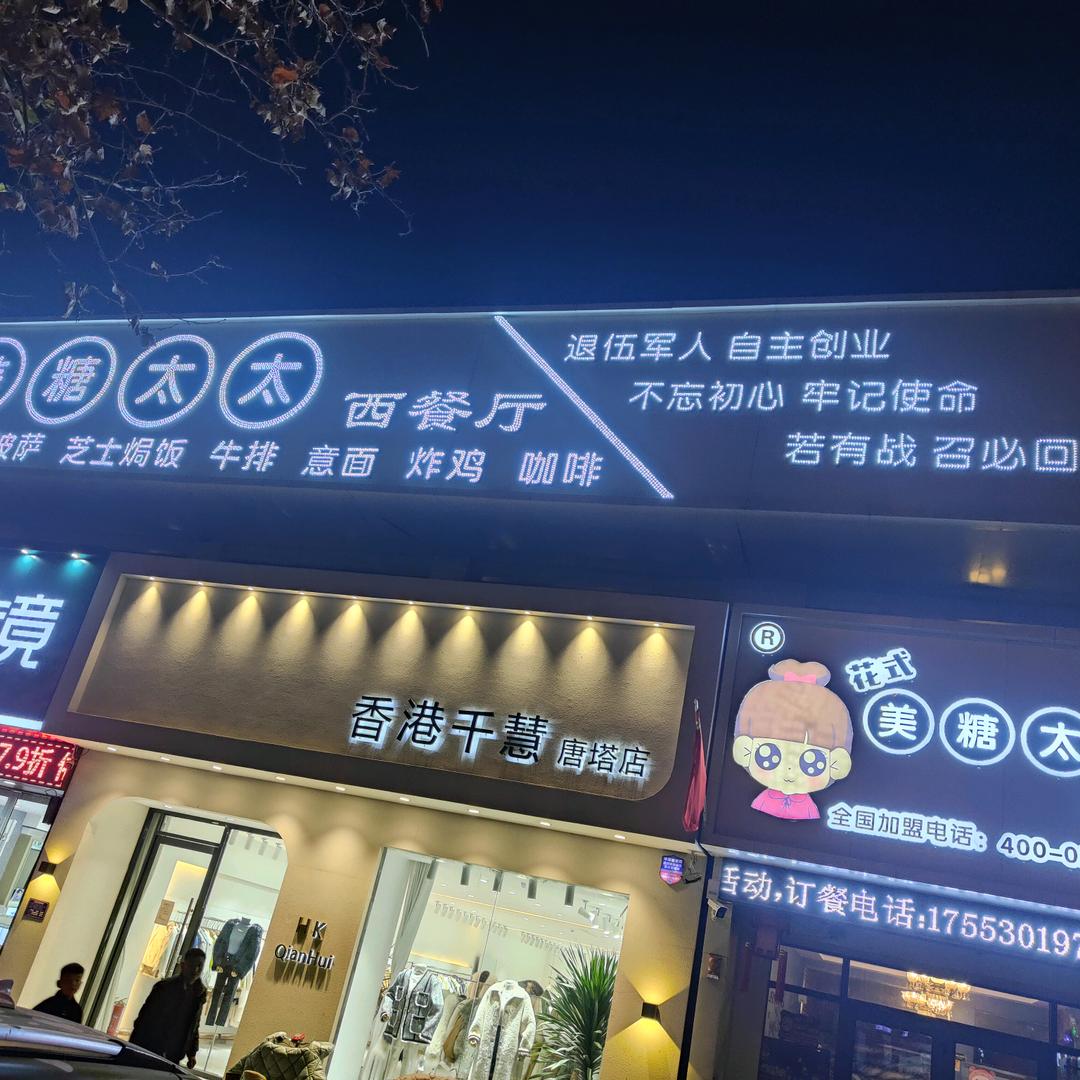 糖太太 西餐厅
披萨 芝士焗饭 牛排 意面 炸鸡 咖啡
退伍军人 自主创业
不忘初心 牢记使命
若有战 召必回
镜
7.9折
香港千慧 唐塔店
HK
QianHui
®
花式
美糖太
全国加盟电话：400-0
活动,订餐电话:175530197